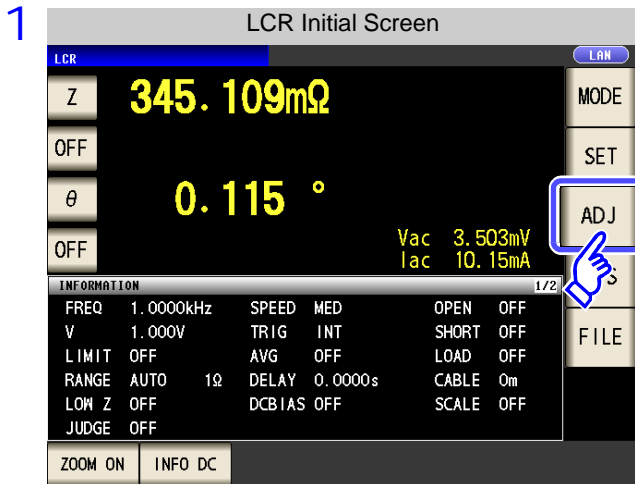 1
LCR Initial Screen
LCR LAN
Z 345.109mΩ MODE
OFF SET
θ 0.115 ° ADJ
OFF Vac 3.503mV
Iac 10.15mA
INFORMATION 1/2
FREQ 1.0000kHz SPEED MED OPEN OFF
V 1.000V TRIG INT SHORT OFF FILE
LIMIT OFF AVG OFF LOAD OFF
RANGE AUTO 1Ω DELAY 0.0000s CABLE 0m
LOW Z OFF DCBIAS OFF SCALE OFF
JUDGE OFF
ZOOM ON INFO DC